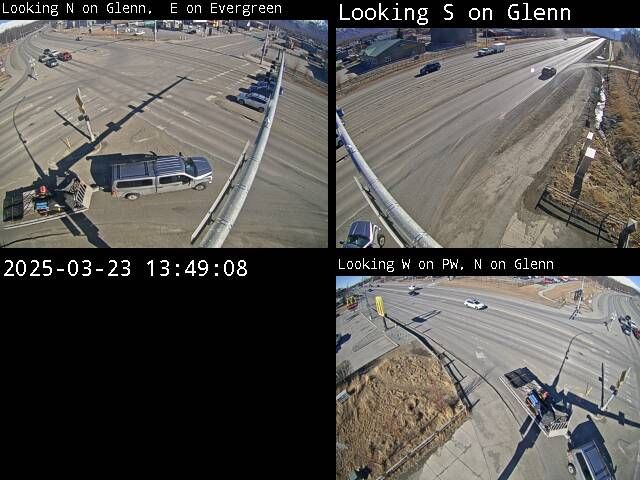 Looking N on Glenn,  E on Evergreen
Looking S on Glenn
2025-03-23 13:49:08
Looking W on PW, N on Glenn